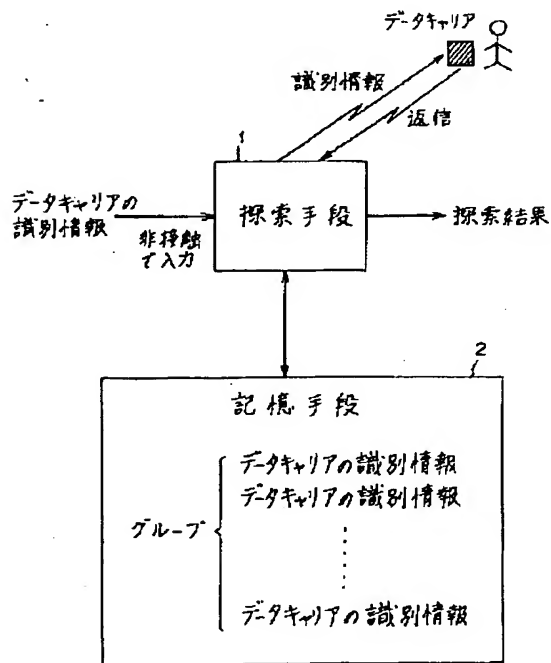 データキャリア
識別情報
返信
1
データキャリアの
識別情報
非接触
で入力
探索手段
探索結果
2
記憶手段
グループ
データキャリアの識別情報
データキャリアの識別情報
データキャリアの識別情報